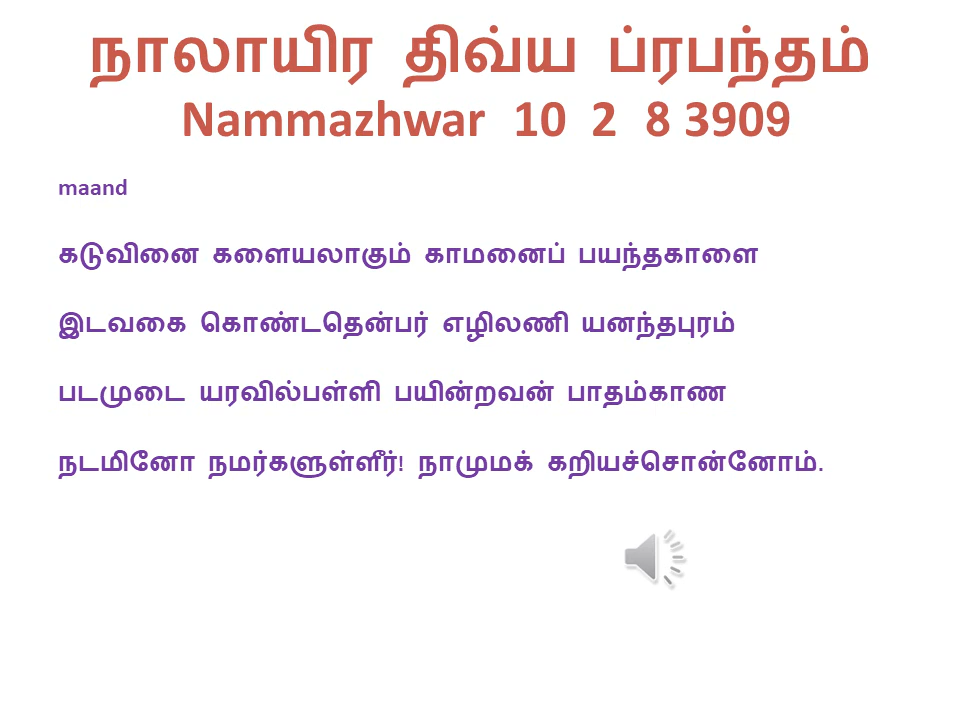 நாலாயிர திவ்ய ப்ரபந்தம்
Nammazhwar 10 2 8 3909
maand
கடுவினை களையலாகும் காமனைப் பயந்தகாளை
இடவகை கொண்டதென்பர் எழிலணி யனந்தபுரம்
படமுடை யரவில்பள்ளி பயின்றவன் பாதம்காண
நடமினோ நமர்களுள்ளீர்! நாமுமக் கறியச்சொன்னோம்.